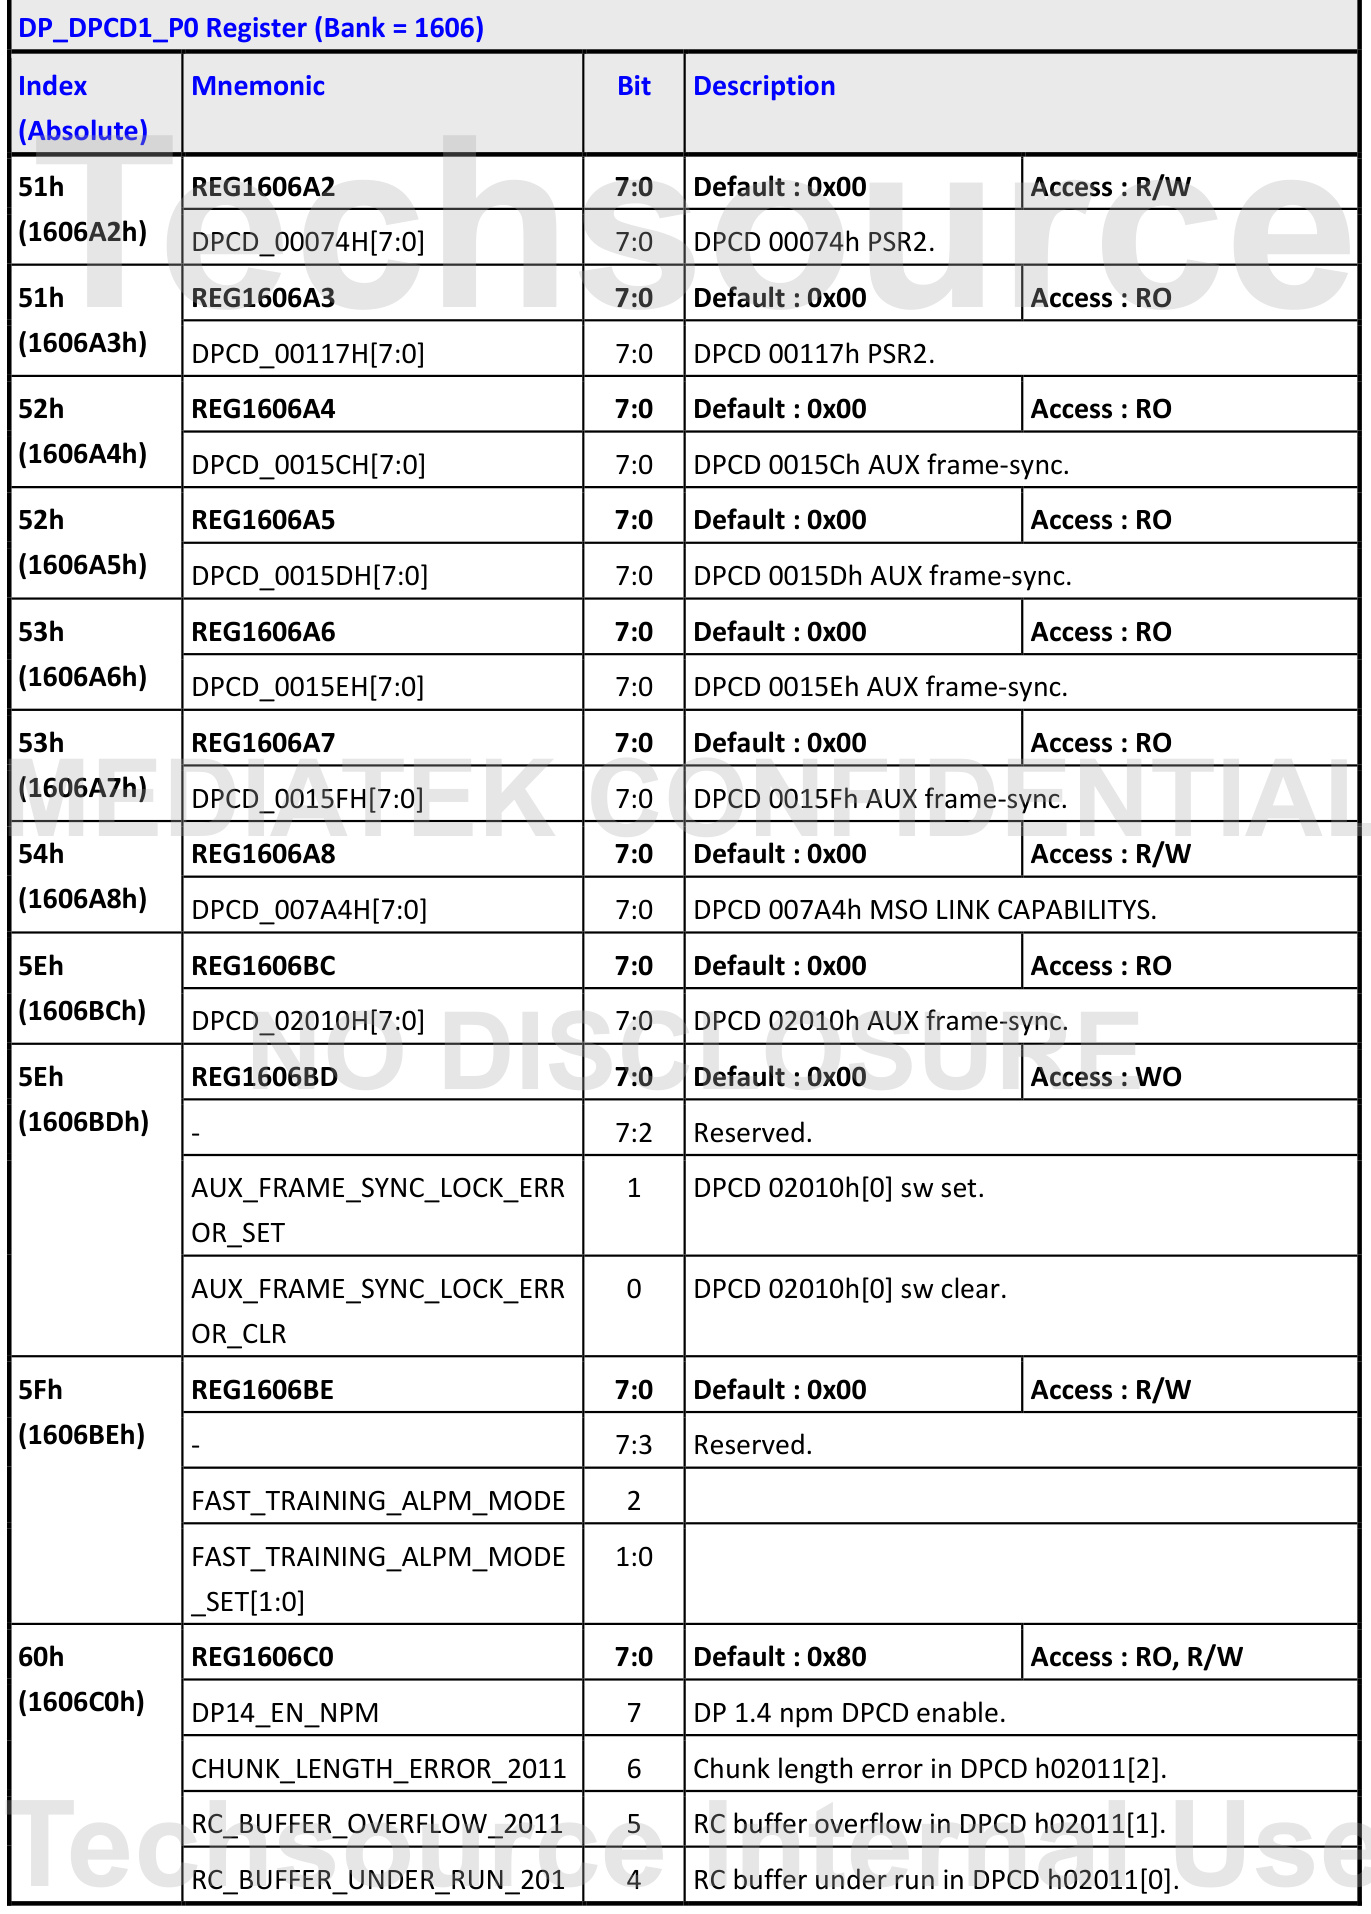 DP_DPCD1_P0 Register (Bank = 1606)
Index Mnemonic Bit Description
(Absolute)
51h REG1606A2 7:0 Default : 0x00 Access : R/W
(1606A2h) DPCD_00074H[7:0] 7:0 DPCD 00074h PSR2.
Techsource
51h REG1606A3 7:0 Default : 0x00 Access : RO
(1606A3h) DPCD_00117H[7:0] 7:0 DPCD 00117h PSR2.
52h REG1606A4 7:0 Default : 0x00 Access : RO
(1606A4h) DPCD_0015CH[7:0] 7:0 DPCD 0015Ch AUX frame-sync.
52h REG1606A5 7:0 Default : 0x00 Access : RO
(1606A5h) DPCD_0015DH[7:0] 7:0 DPCD 0015Dh AUX frame-sync.
53h REG1606A6 7:0 Default : 0x00 Access : RO
(1606A6h) DPCD_0015EH[7:0] 7:0 DPCD 0015Eh AUX frame-sync.
53h REG1606A7 7:0 Default : 0x00 Access : RO
(1606A7h) DPCD_0015FH[7:0] 7:0 DPCD 0015Fh AUX frame-sync.
MEDIATEK CONFIDENTIAL
54h REG1606A8 7:0 Default : 0x00 Access : R/W
(1606A8h) DPCD_007A4H[7:0] 7:0 DPCD 007A4h MSO LINK CAPABILITYS.
5Eh REG1606BC 7:0 Default : 0x00 Access : RO
(1606BCh) DPCD_02010H[7:0] 7:0 DPCD 02010h AUX frame-sync.
NO DISCLOSURE
5Eh REG1606BD 7:0 Default : 0x00 Access : WO
(1606BDh) - 7:2 Reserved.
AUX_FRAME_SYNC_LOCK_ERR 1 DPCD 02010h[0] sw set.
OR_SET
AUX_FRAME_SYNC_LOCK_ERR 0 DPCD 02010h[0] sw clear.
OR_CLR
5Fh REG1606BE 7:0 Default : 0x00 Access : R/W
(1606BEh) - 7:3 Reserved.
FAST_TRAINING_ALPM_MODE 2
FAST_TRAINING_ALPM_MODE 1:0
_SET[1:0]
60h REG1606C0 7:0 Default : 0x80 Access : RO, R/W
(1606C0h) DP14_EN_NPM 7 DP 1.4 npm DPCD enable.
CHUNK_LENGTH_ERROR_2011 6 Chunk length error in DPCD h02011[2].
RC_BUFFER_OVERFLOW_2011 5 RC buffer overflow in DPCD h02011[1].
Techsource Internal Use
RC_BUFFER_UNDER_RUN_201 4 RC buffer under run in DPCD h02011[0].